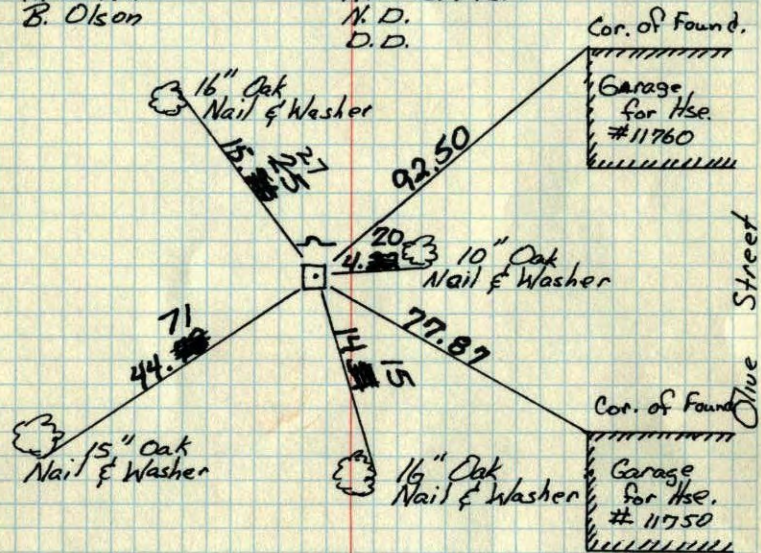 B. Olson
N. D.
D. D.
Cor. of Found.
16" Oak
Nail & Washer
Garage
for Hse.
#11760
15.
27
25
92.50
20
4.
10" Oak
Nail & Washer
Olive Street
71
44.
14
15
77.87
Cor. of Found
15" Oak
Nail & Washer
16" Oak
Nail & Washer
Garage
for Hse.
# 11750